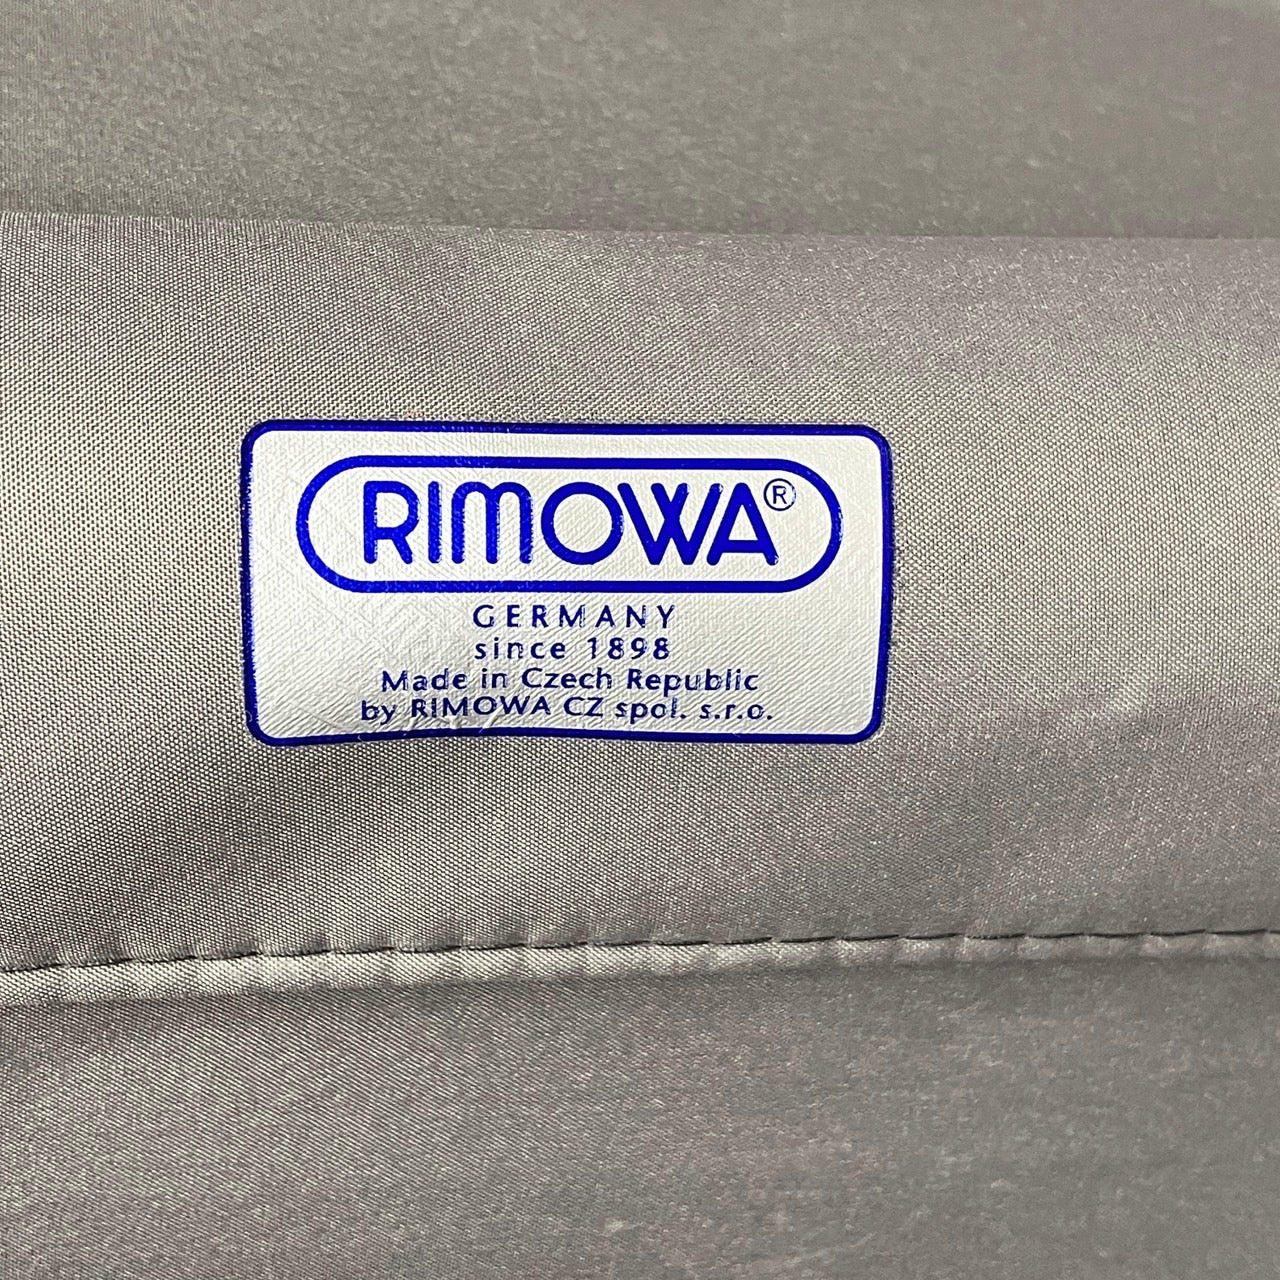 RIMOWA®
GERMANY
since 1898
Made in Czech Republic
by RIMOWA CZ spol. s.r.o.